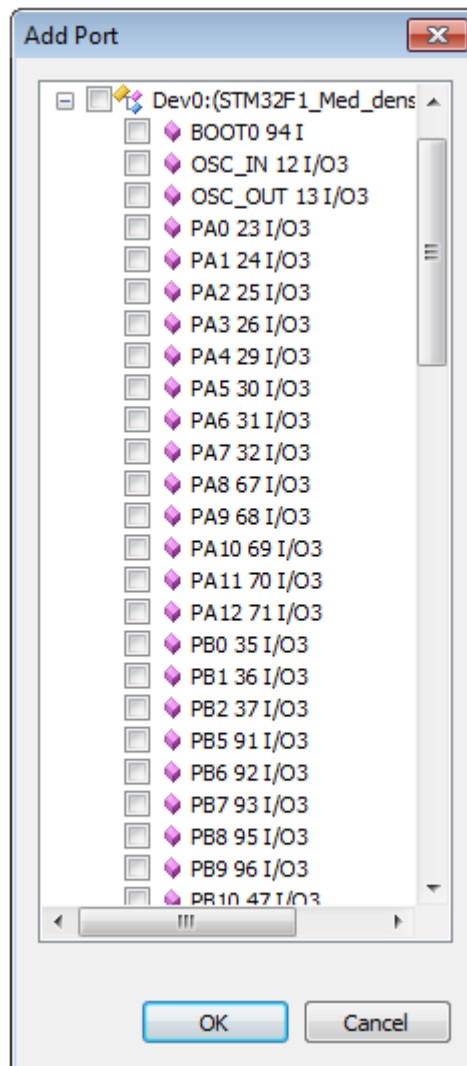 Add Port
Dev0:(STM32F1_Med_dens
BOOT0 94 I
OSC_IN 12 I/O3
OSC_OUT 13 I/O3
PA0 23 I/O3
PA1 24 I/O3
PA2 25 I/O3
PA3 26 I/O3
PA4 29 I/O3
PA5 30 I/O3
PA6 31 I/O3
PA7 32 I/O3
PA8 67 I/O3
PA9 68 I/O3
PA10 69 I/O3
PA11 70 I/O3
PA12 71 I/O3
PB0 35 I/O3
PB1 36 I/O3
PB2 37 I/O3
PB5 91 I/O3
PB6 92 I/O3
PB7 93 I/O3
PB8 95 I/O3
PB9 96 I/O3
PB10 47 I/O3
OK Cancel